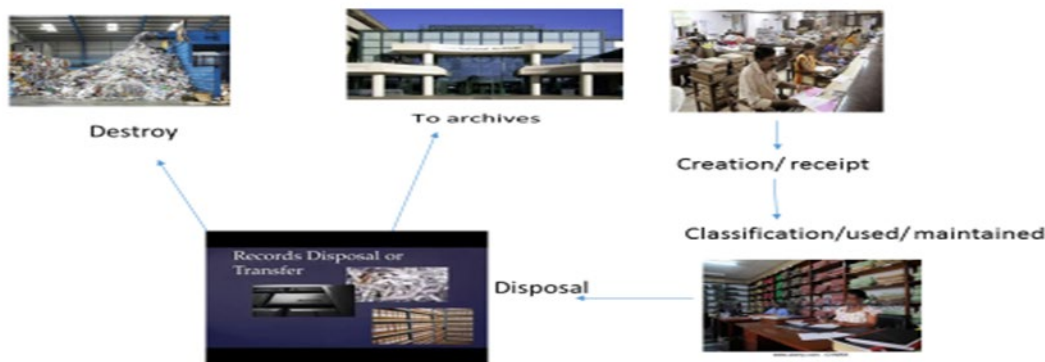 Destroy
To archives
Creation/ receipt
Classification/used/maintained
Records Disposal or
Transfer
Disposal